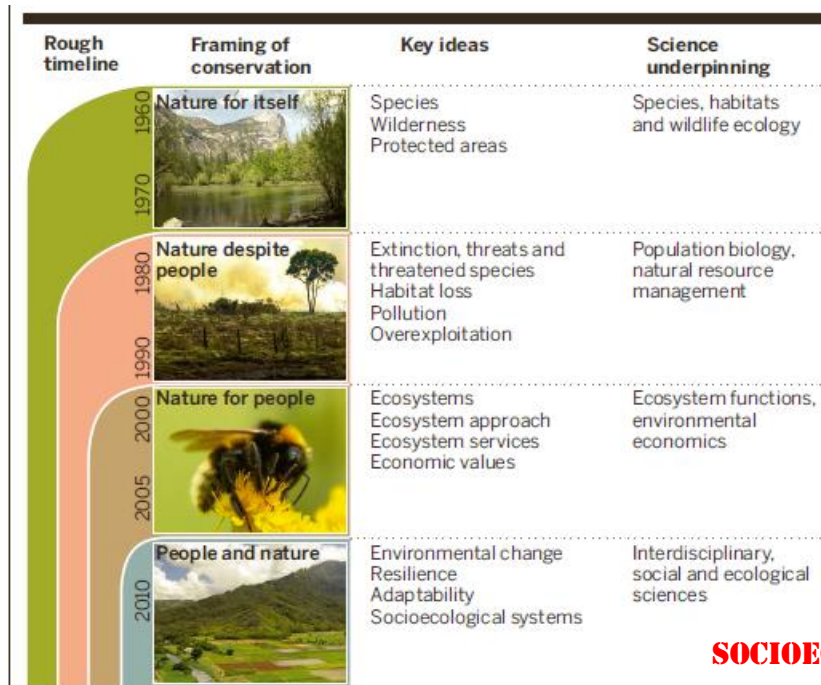 Rough
timeline
Framing of
conservation
Key ideas
Science
underpinning
1960
1970
Nature for itself
Species
Wilderness
Protected areas
Species, habitats
and wildlife ecology
1980
1990
Nature despite
people
Extinction, threats and
threatened species
Habitat loss
Pollution
Overexploitation
Population biology,
natural resource
management
2000
2005
Nature for people
Ecosystems
Ecosystem approach
Ecosystem services
Economic values
Ecosystem functions,
environmental
economics
2010
People and nature
Environmental change
Resilience
Adaptability
Socioecological systems
Interdisciplinary,
social and ecological
sciences
SOCIOE